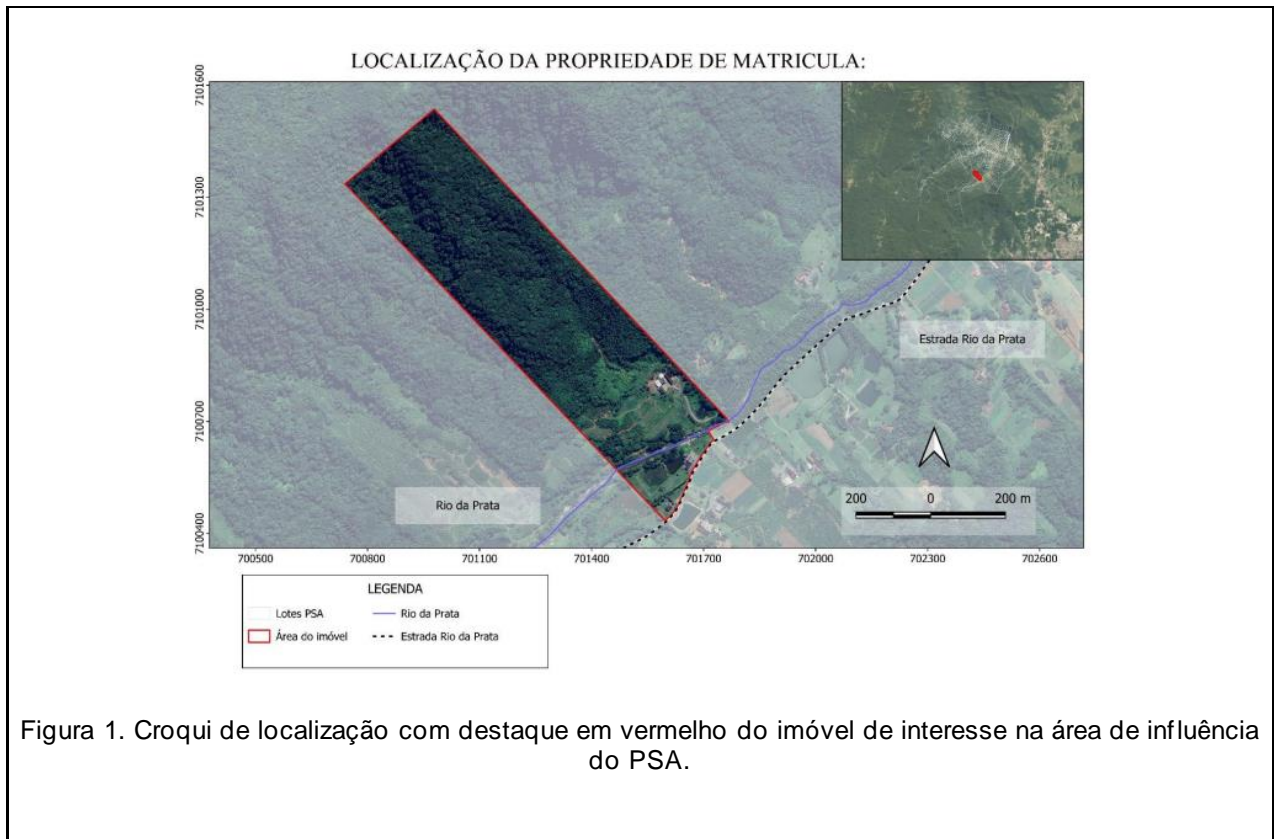 LOCALIZAÇÃO DA PROPRIEDADE DE MATRICULA:
7101600
7101300
7101000
7100700
7100400
Estrada Rio da Prata
Rio da Prata
200 0 200 m
700500 700800 701100 701400 701700 702000 702300 702600
LEGENDA
Lotes PSA Rio da Prata
Área do imóvel Estrada Rio da Prata
Figura 1. Croqui de localização com destaque em vermelho do imóvel de interesse na área de influência
do PSA.